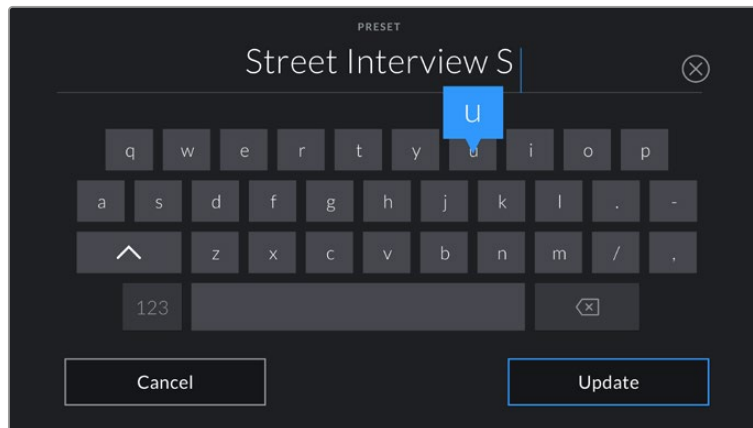 PRESET
Street Interview S
u
q w e r t y u i o p
a s d f g h j k l . -
z x c v b n m / ,
123
Cancel Update